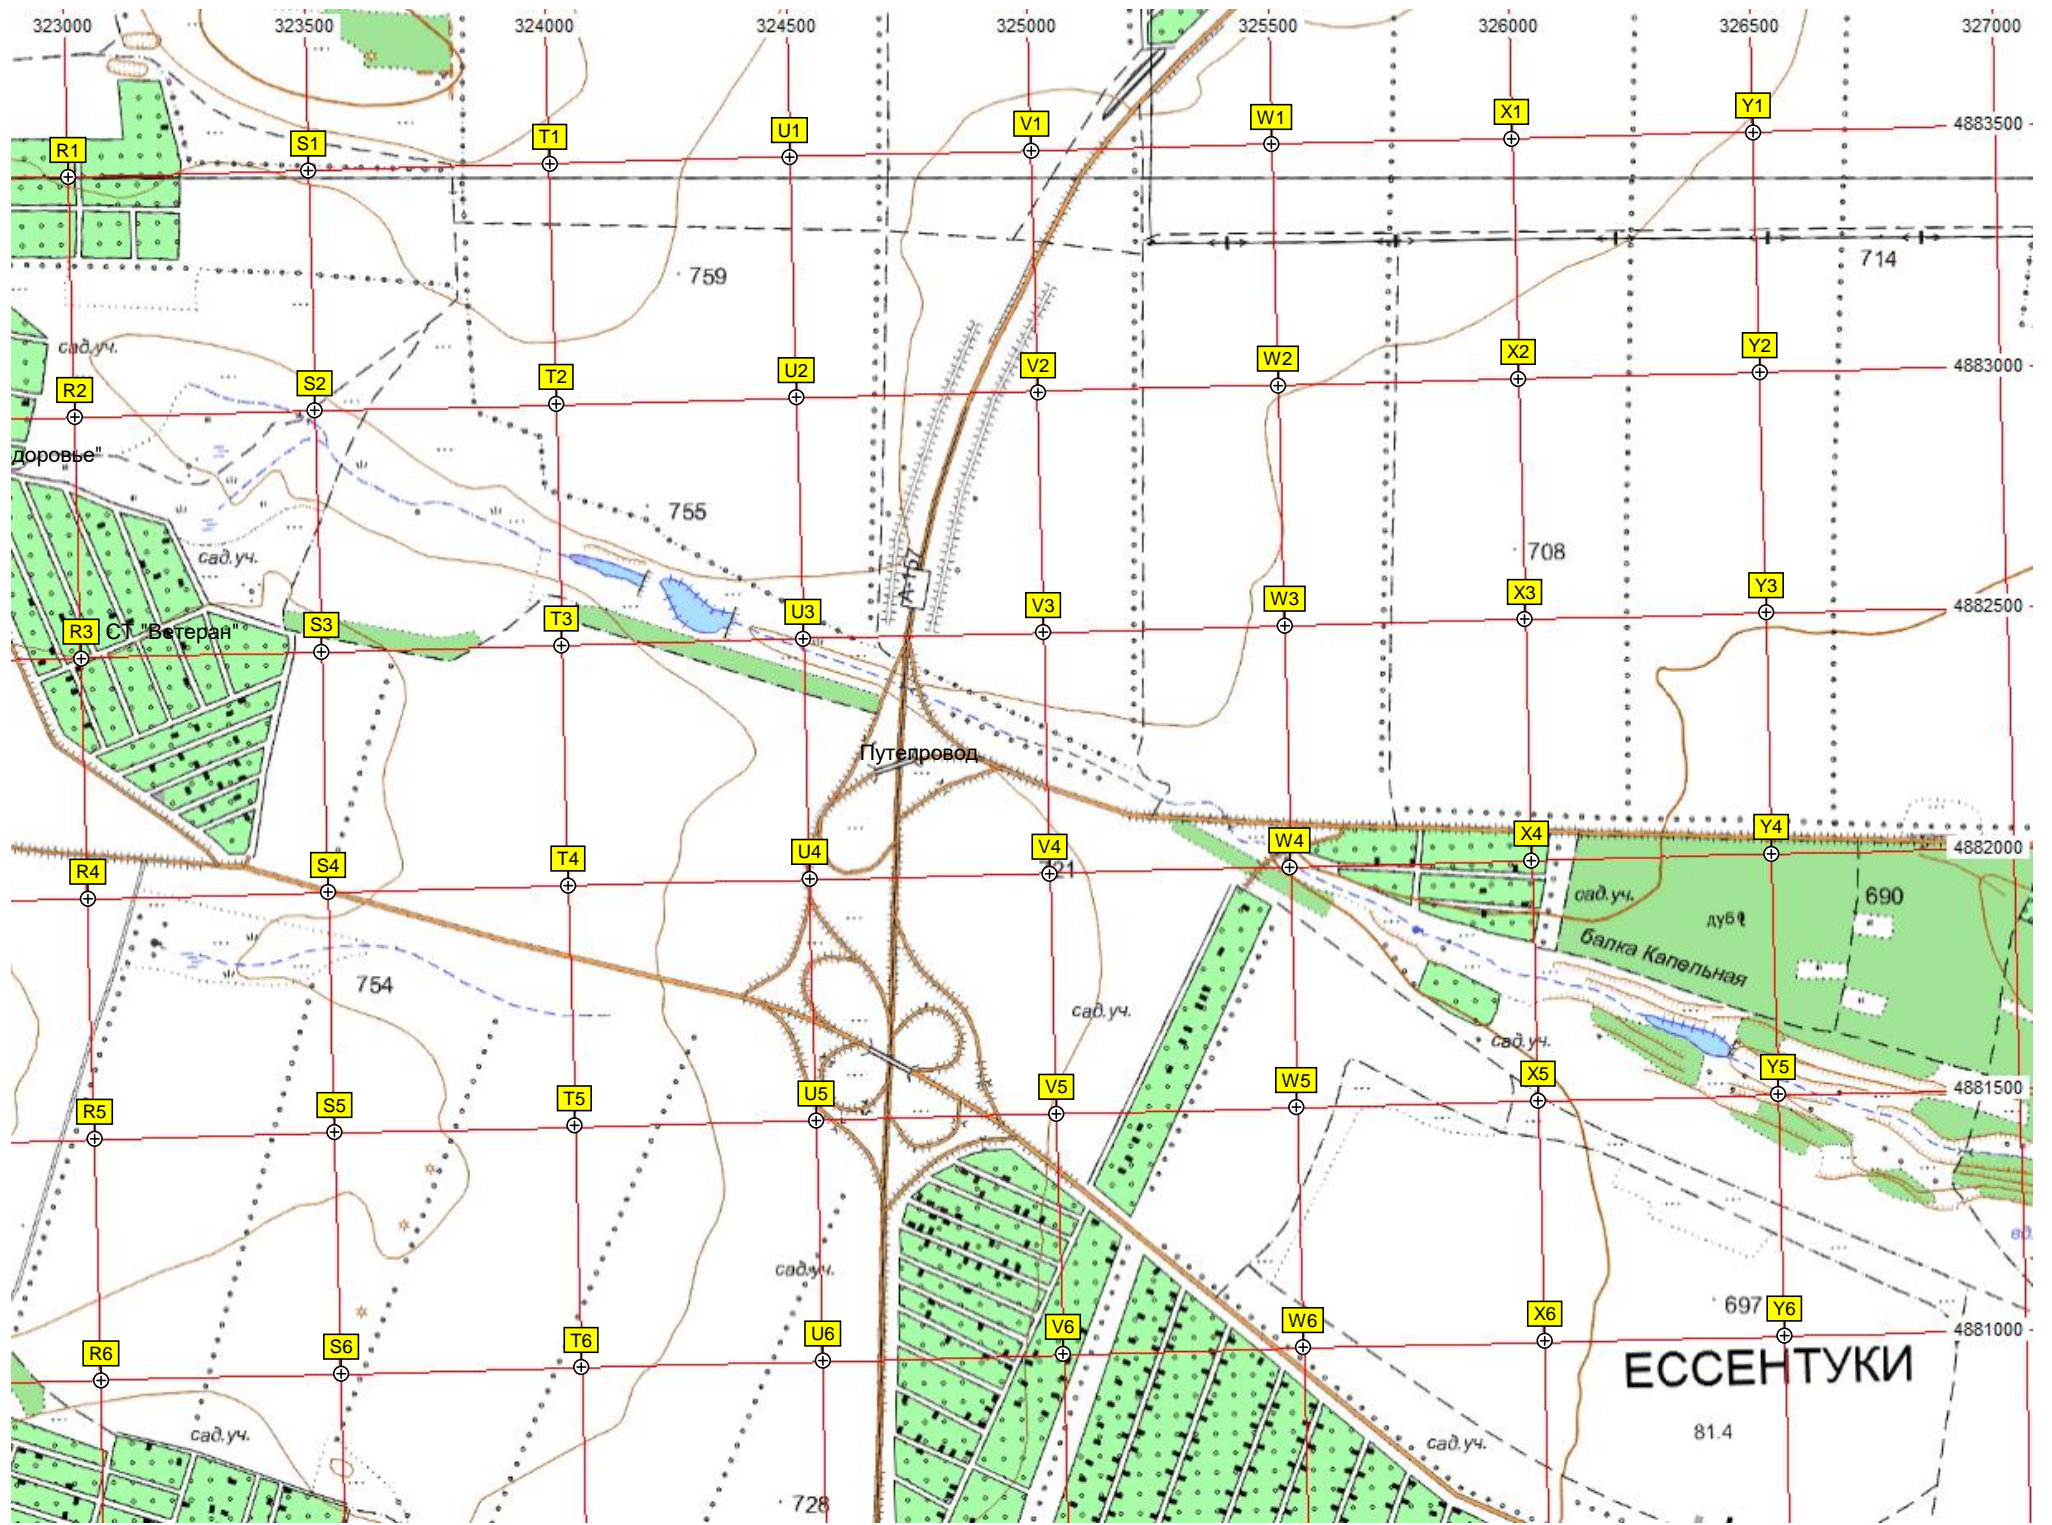 323000 323500 324000 324500 325000 325500 326000 326500 327000
R1 S1 T1 U1 V1 W1 X1 Y1 4883500
759
714
сад.уч.
R2 S2 T2 U2 V2 W2 X2 Y2 4883000
доровье"
755
708
сад.уч.
R3 S3 T3 U3 V3 W3 X3 Y3 4882500
СТ "Ветеран"
Путепровод
R4 S4 T4 U4 V4 W4 X4 Y4 4882000
сад.уч.
690
дуб
балка Капельная
754
сад.уч.
сад.уч.
R5 S5 T5 U5 V5 W5 X5 Y5 4881500
сад.уч.
697
R6 S6 T6 U6 V6 W6 X6 Y6 4881000
ЕССЕНТУКИ
81.4
сад.уч.
сад.уч.
728